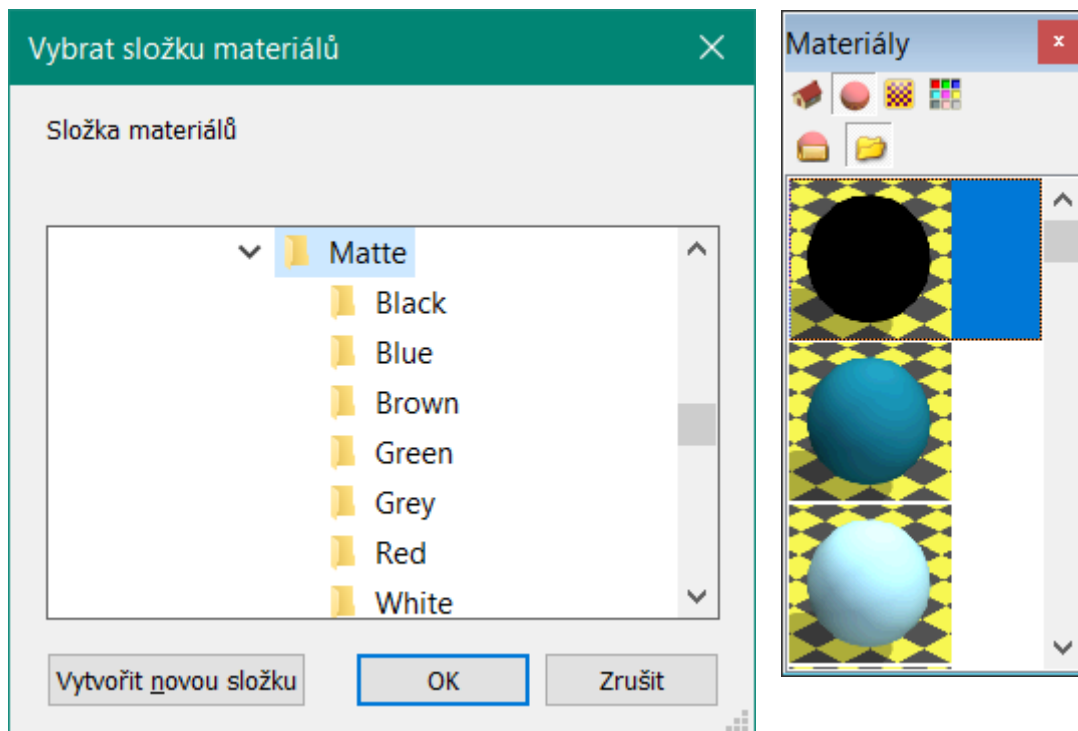 Vybrat složku materiálů
Složka materiálů
Matte
Black
Blue
Brown
Green
Grey
Red
White
Vytvořit novou složku
OK
Zrušit
Materiály